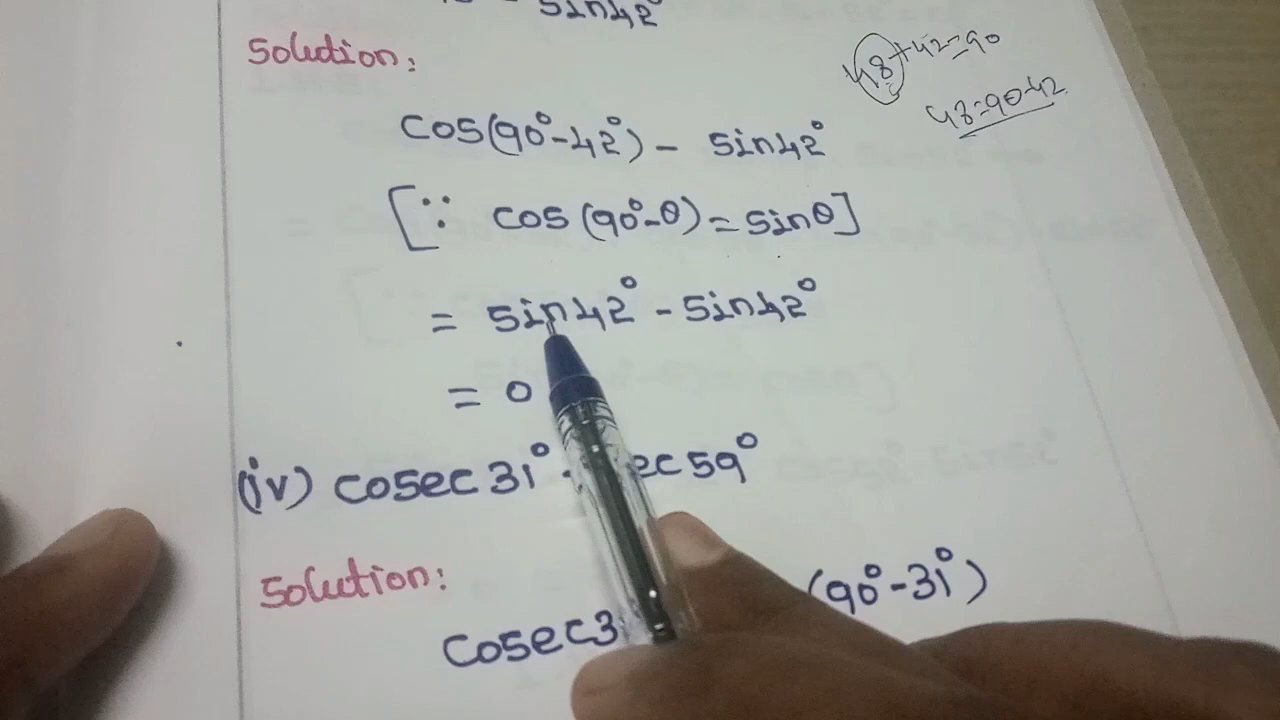 sin42°
Solution:
48+42=90
48=90-42
cos(90°-42°) - sin42°
[∵ cos(90°-θ)=sinθ]
= sin42° - sin42°
= 0
(iv) cosec31° ec59°
Solution:
(90°-31°)
cosec3